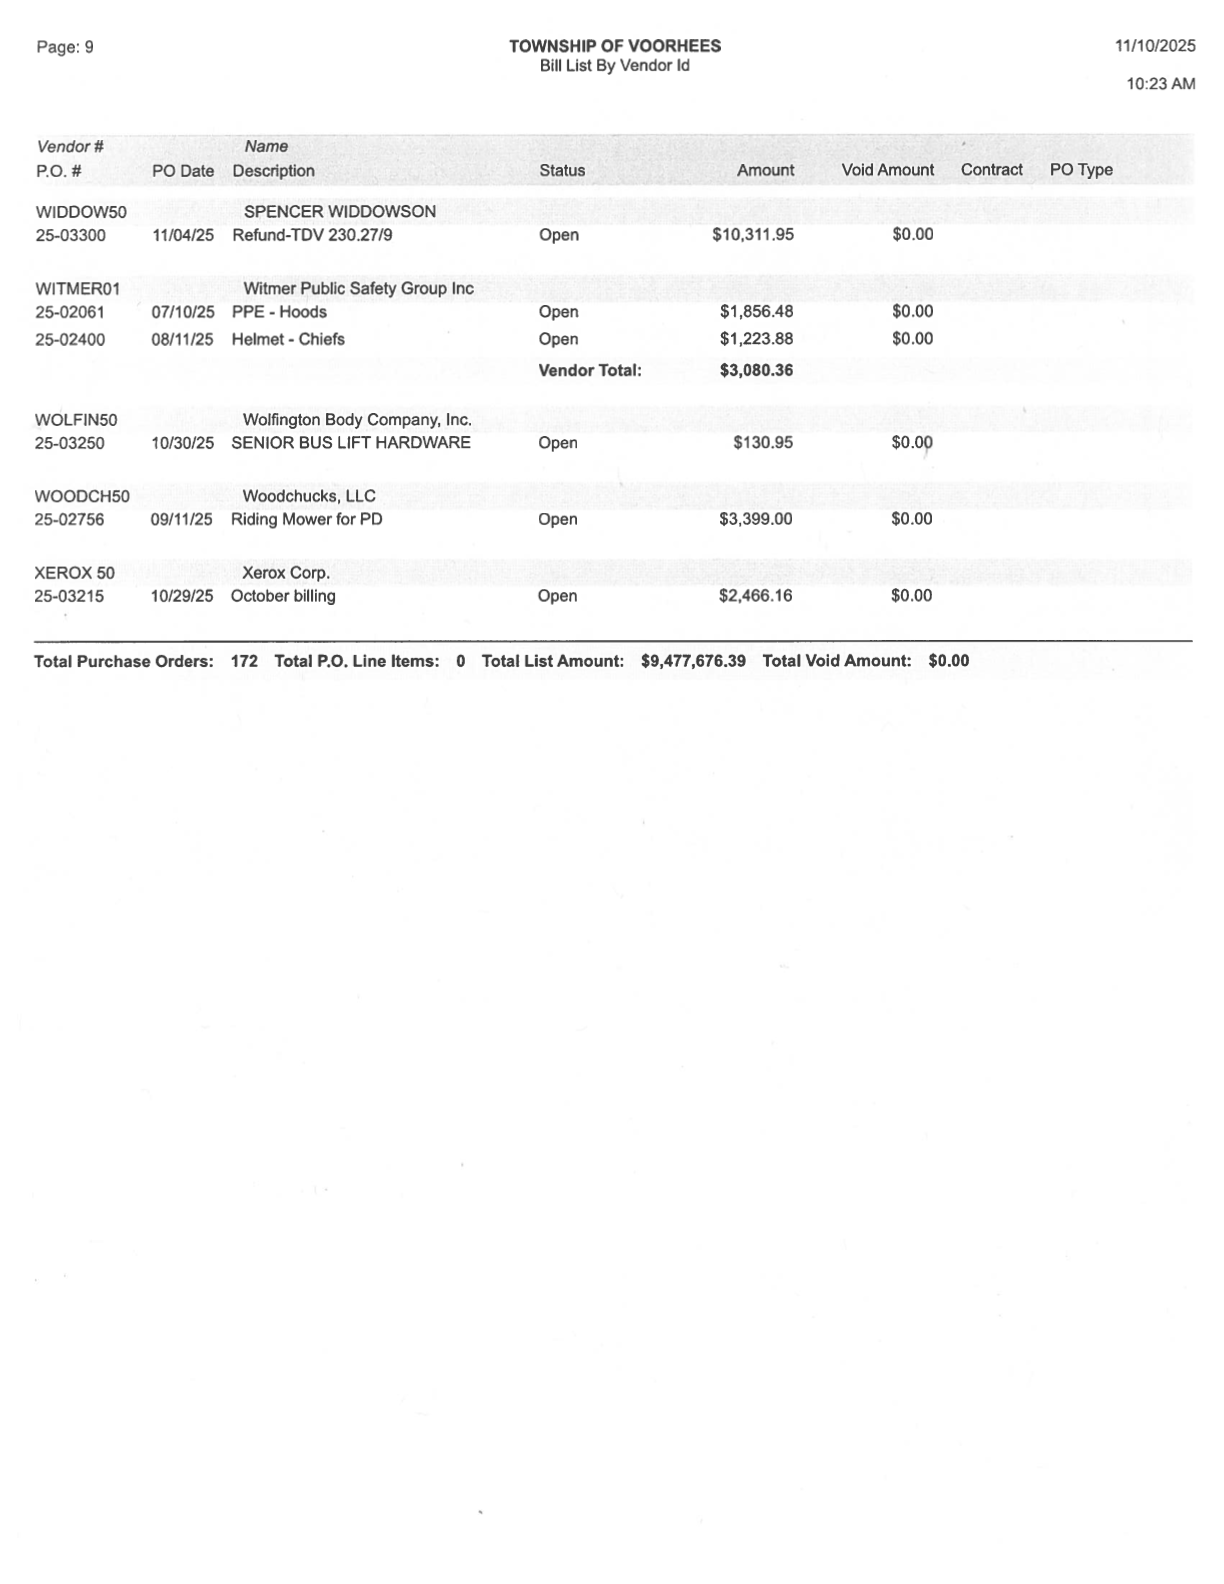 Page: 9
TOWNSHIP OF VOORHEES
11/10/2025
Bill List By Vendor Id
10:23 AM
Vendor # Name
P.O. # PO Date Description Status Amount Void Amount Contract PO Type
WIDDOW50 SPENCER WIDDOWSON
25-03300 11/04/25 Refund-TDV 230.27/9 Open $10,311.95 $0.00
WITMER01 Witmer Public Safety Group Inc
25-02061 07/10/25 PPE - Hoods Open $1,856.48 $0.00
25-02400 08/11/25 Helmet - Chiefs Open $1,223.88 $0.00
Vendor Total: $3,080.36
WOLFIN50 Wolfington Body Company, Inc.
25-03250 10/30/25 SENIOR BUS LIFT HARDWARE Open $130.95 $0.00
WOODCH50 Woodchucks, LLC
25-02756 09/11/25 Riding Mower for PD Open $3,399.00 $0.00
XEROX 50 Xerox Corp.
25-03215 10/29/25 October billing Open $2,466.16 $0.00
Total Purchase Orders: 172 Total P.O. Line Items: 0 Total List Amount: $9,477,676.39 Total Void Amount: $0.00